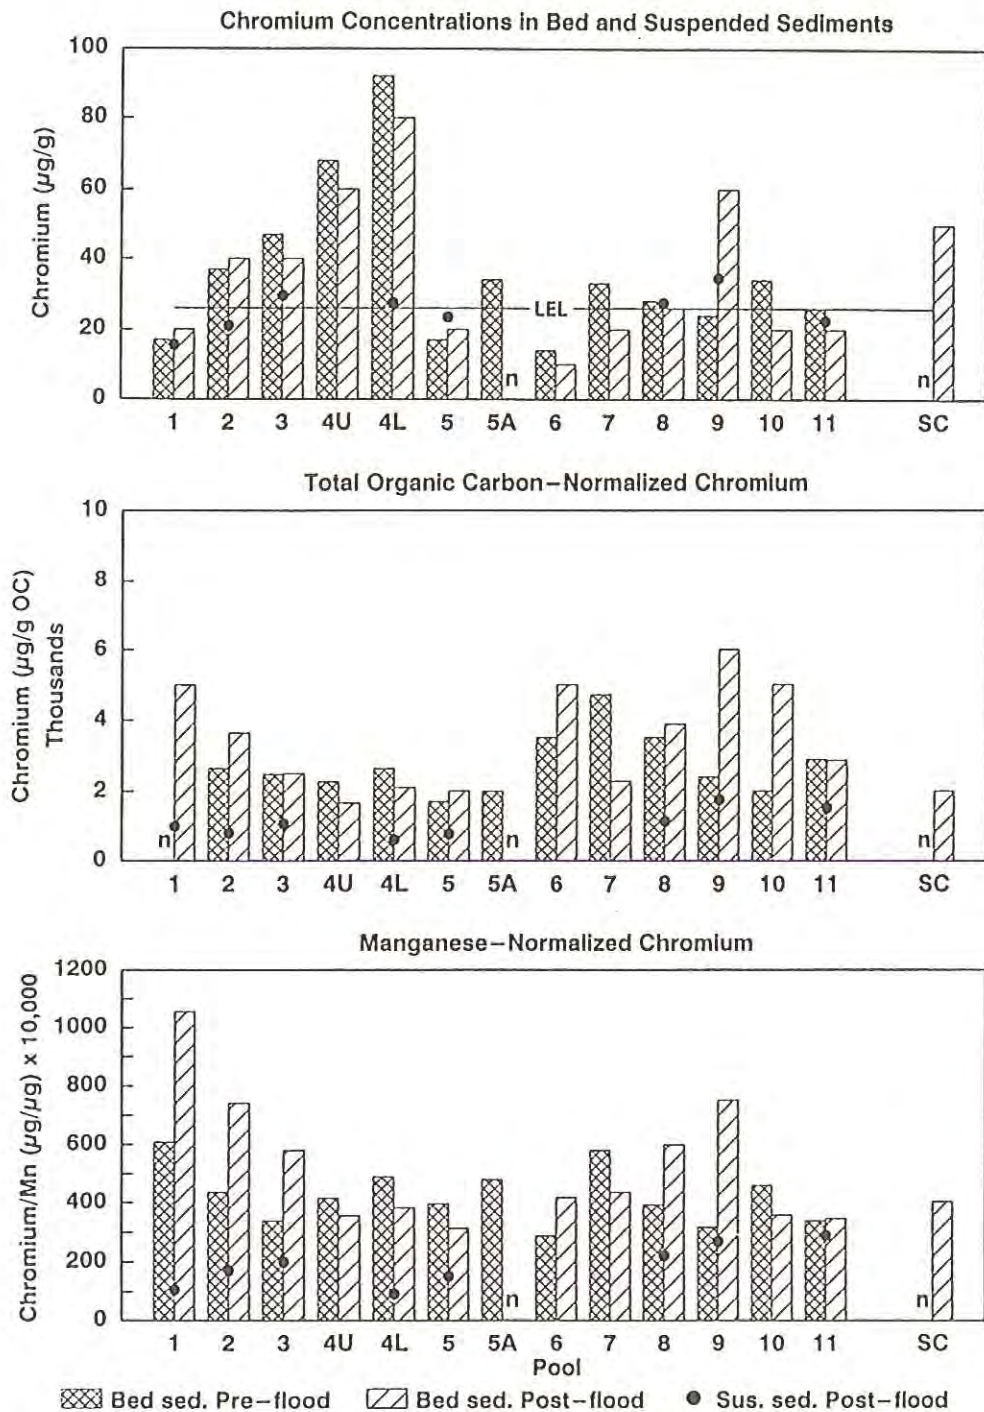 Chromium Concentrations in Bed and Suspended Sediments
Chromium (µg/g)
100
80
60
40
20
0
LEL
n
n
1 2 3 4U 4L 5 5A 6 7 8 9 10 11 SC
Total Organic Carbon–Normalized Chromium
Chromium (µg/g OC)
Thousands
10
8
6
4
2
0
n
n
n
1 2 3 4U 4L 5 5A 6 7 8 9 10 11 SC
Manganese–Normalized Chromium
Chromium/Mn (µg/µg) x 10,000
1200
1000
800
600
400
200
0
n
n
1 2 3 4U 4L 5 5A 6 7 8 9 10 11 SC
Pool
Bed sed. Pre–flood Bed sed. Post–flood Sus. sed. Post–flood